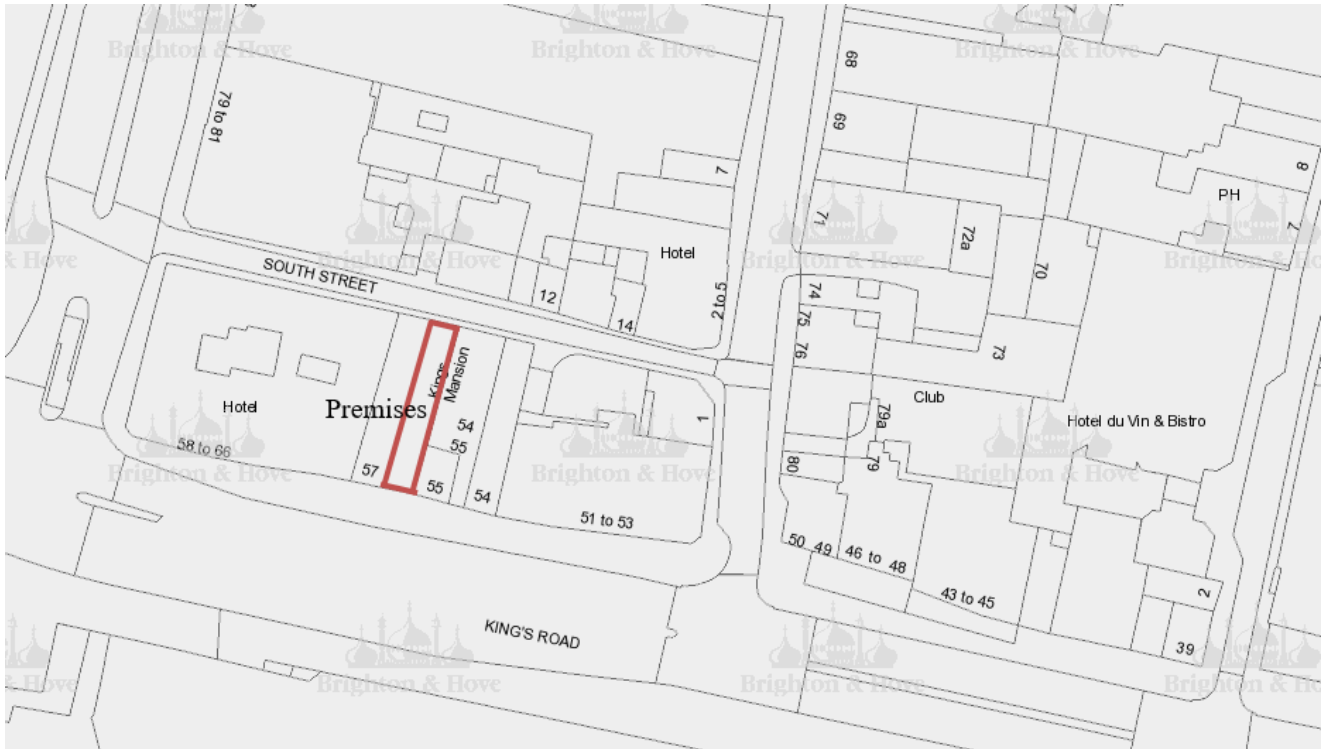 Brighton & Hove
Brighton & Hove
Brighton & Hove
68
79 to 81
69
8
7
PH
& Hove
Brighton & Hove
71
72a
7
Brighton & Hove
Brighton & Ho
Hotel
70
SOUTH STREET
12
14
2 to 5
74
75
76
73
Kings
Mansion
Hotel
Premises
Club
79a
Hotel du Vin & Bistro
1
54
58 to 66
55
57
55
54
Brighton & Hove
Brighton & Hove
Brighton & Hove
80
79
51 to 53
50
49
46 to
48
43 to 45
2
KING'S ROAD
39
& Hove
Brighton & Hove
Brighton & Hove
Brighton & Ho